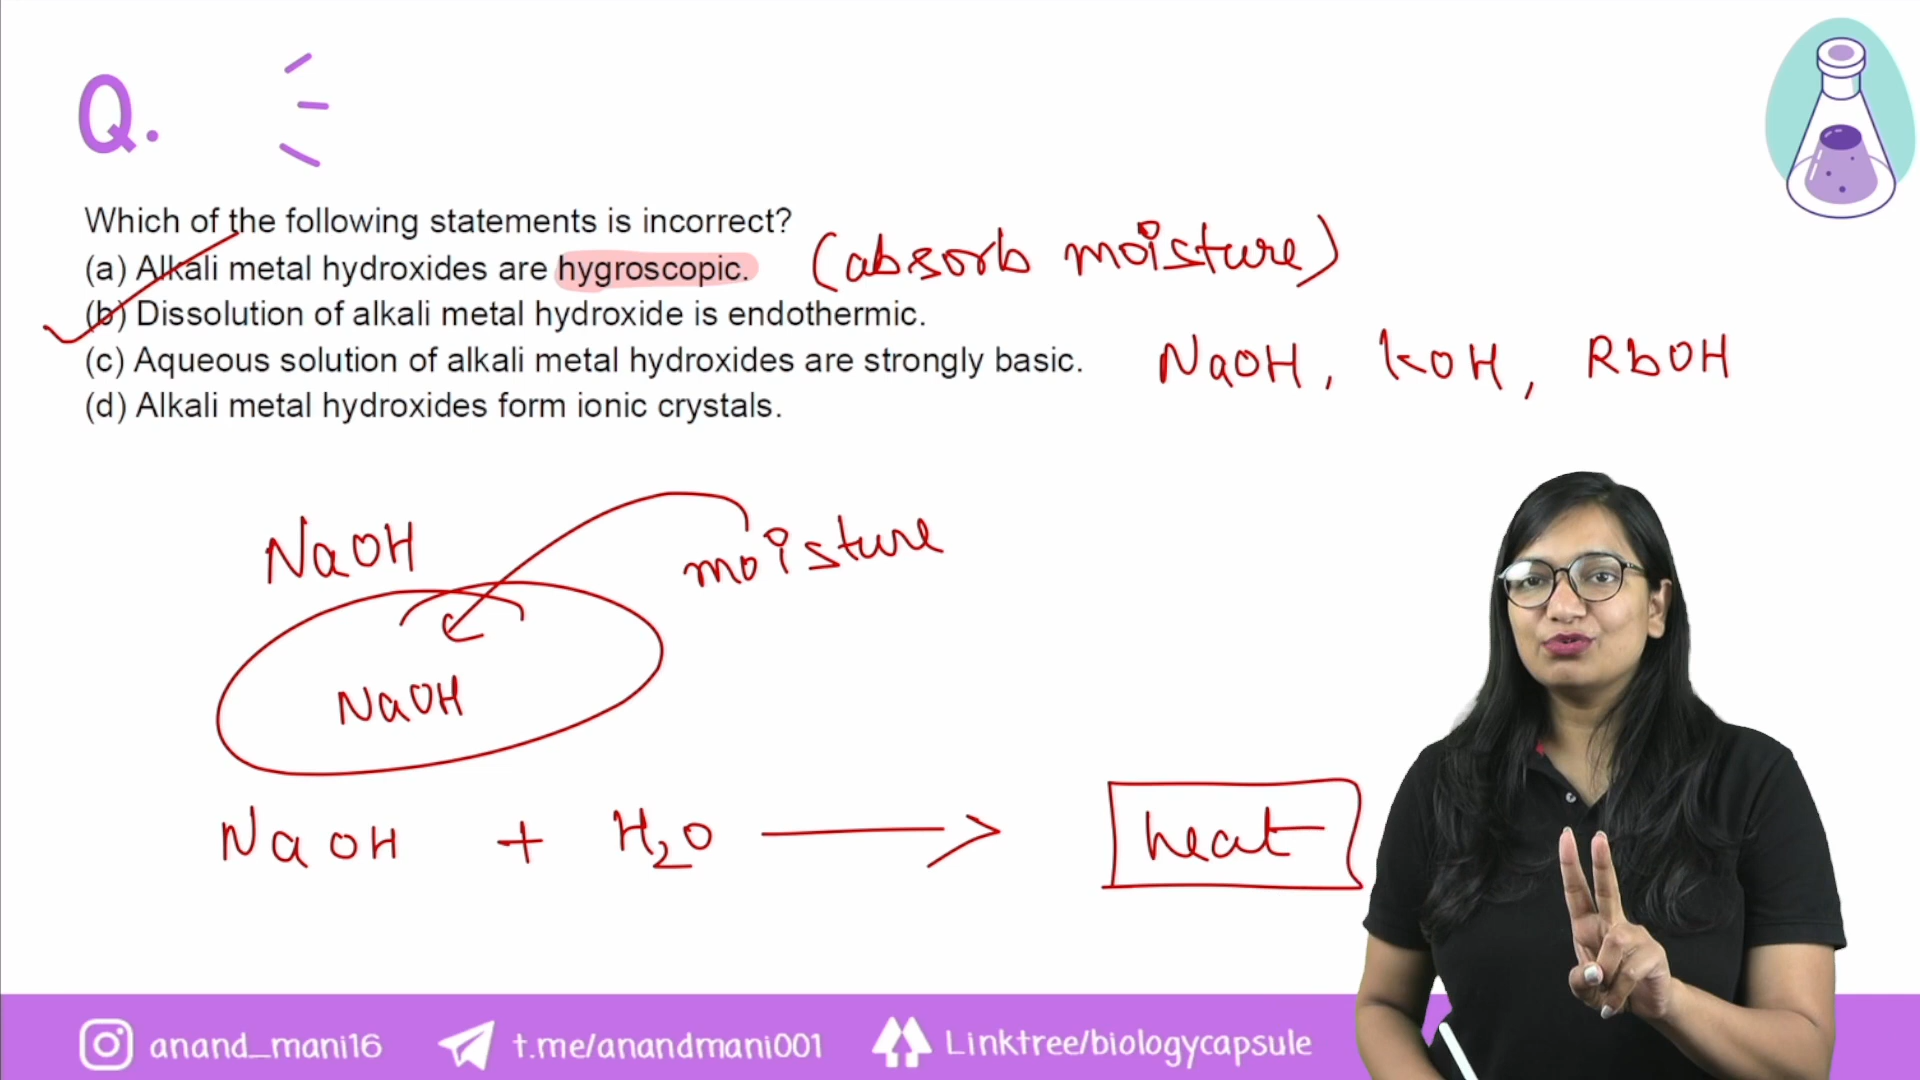 Q.
Which of the following statements is incorrect?
(a) Alkali metal hydroxides are hygroscopic. (absorb moisture)
(b) Dissolution of alkali metal hydroxide is endothermic.
(c) Aqueous solution of alkali metal hydroxides are strongly basic. NaOH, KOH, RbOH
(d) Alkali metal hydroxides form ionic crystals.
NaOH moisture
NaOH
NaOH + H₂O ⟶ heat
anand_mani16 t.me/anandmani001 Linktree/biologycapsule